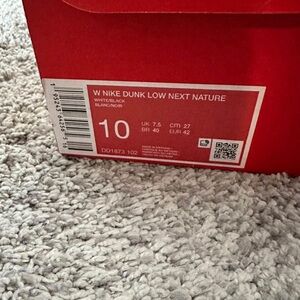 W NIKE DUNK LOW NEXT NATURE
WHITE/BLACK
BLANC/NOIR
10
UK 7.5 cm 27
BR 40 EUR 42
DD1873 102